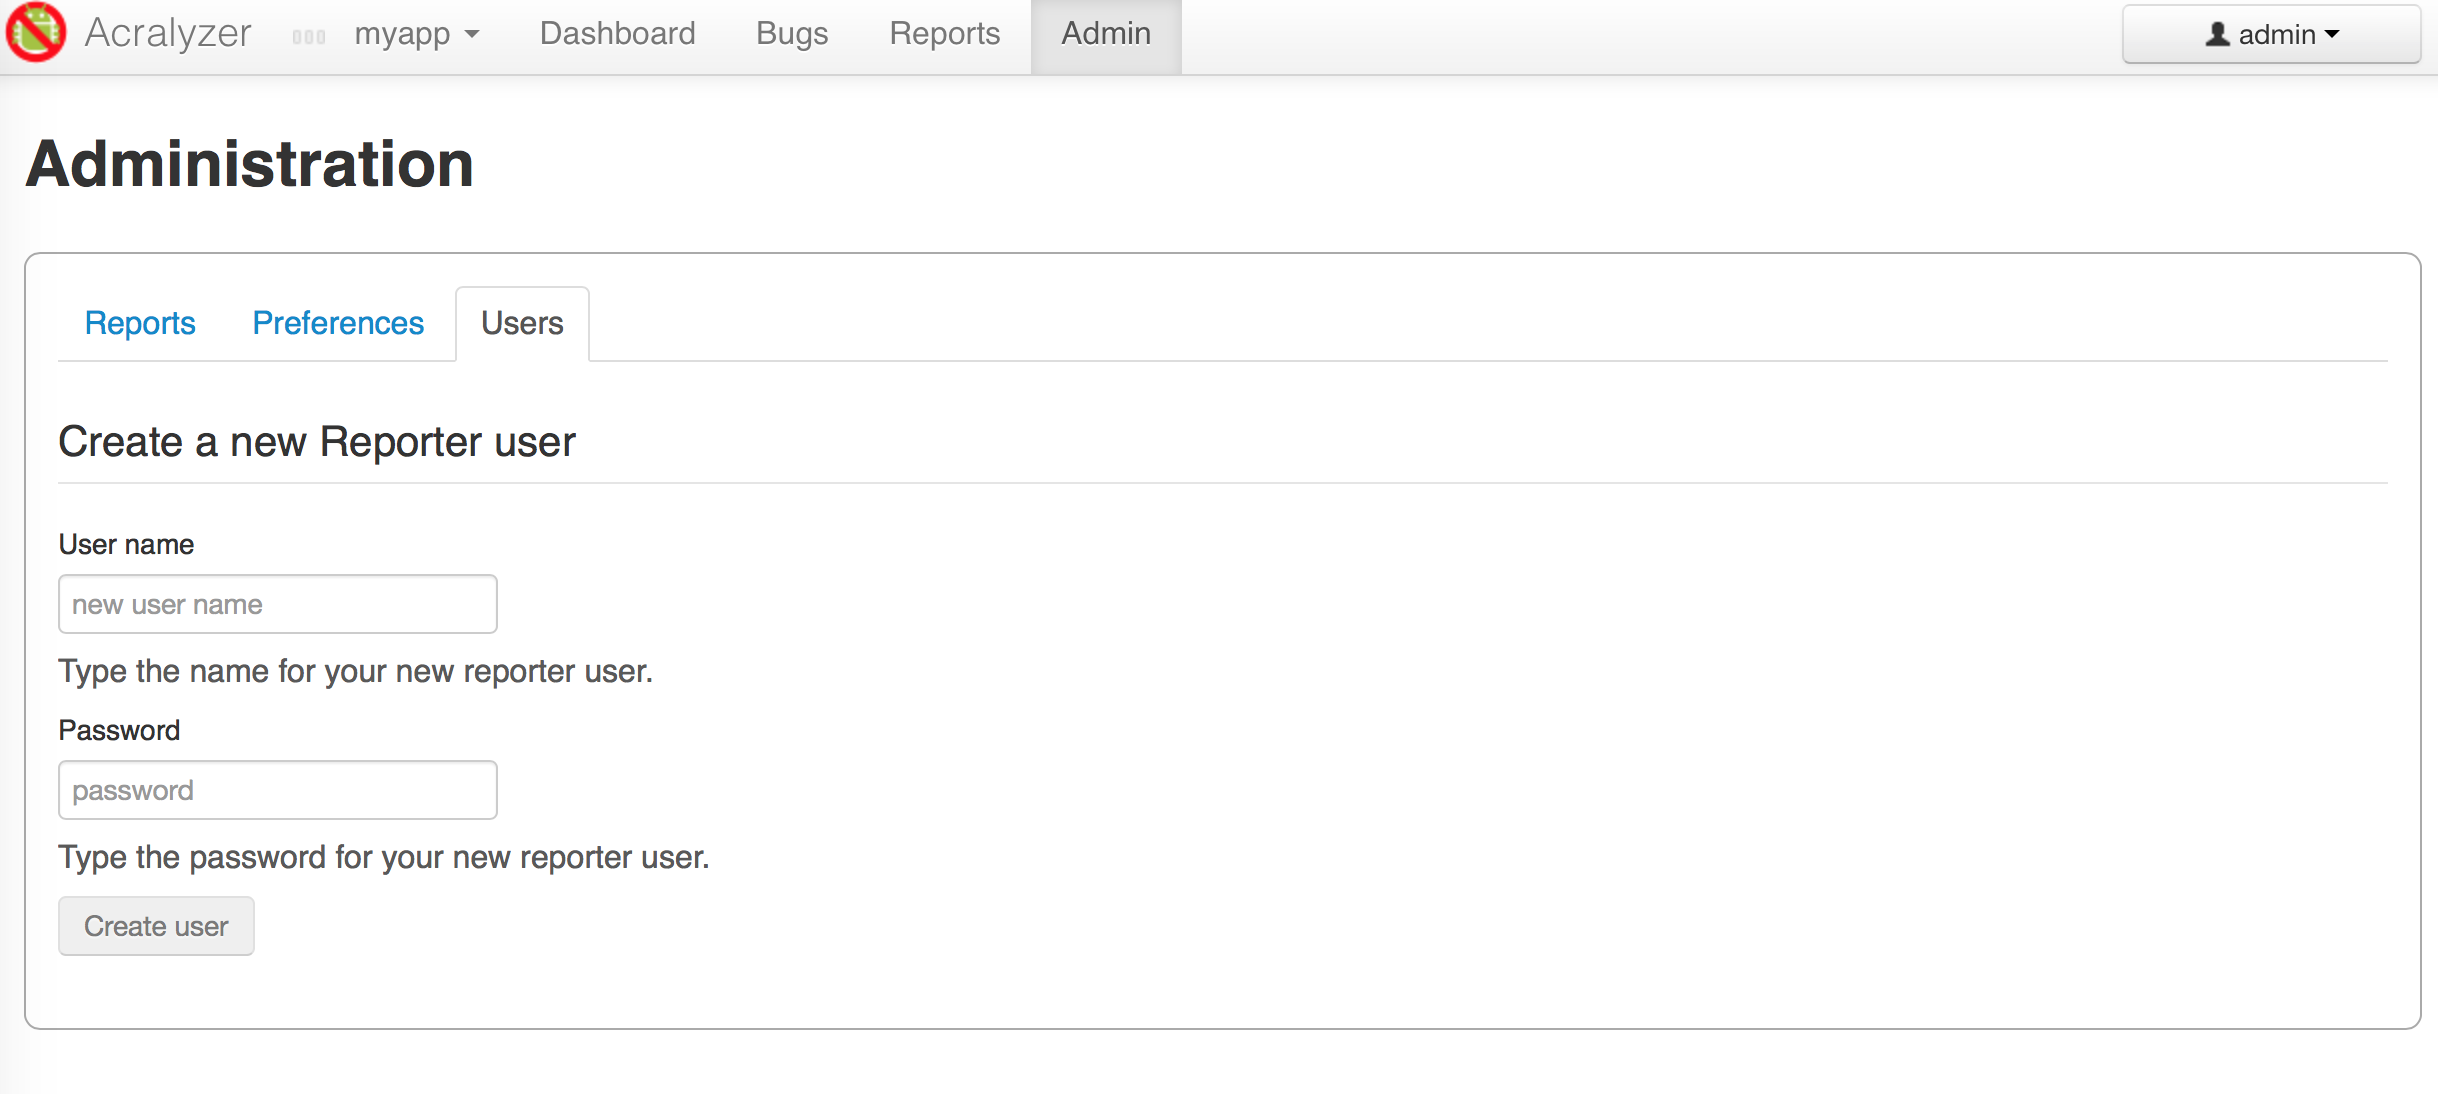 Acralyzer myapp Dashboard Bugs Reports Admin admin
Administration
Reports Preferences Users
Create a new Reporter user
User name
new user name
Type the name for your new reporter user.
Password
password
Type the password for your new reporter user.
Create user